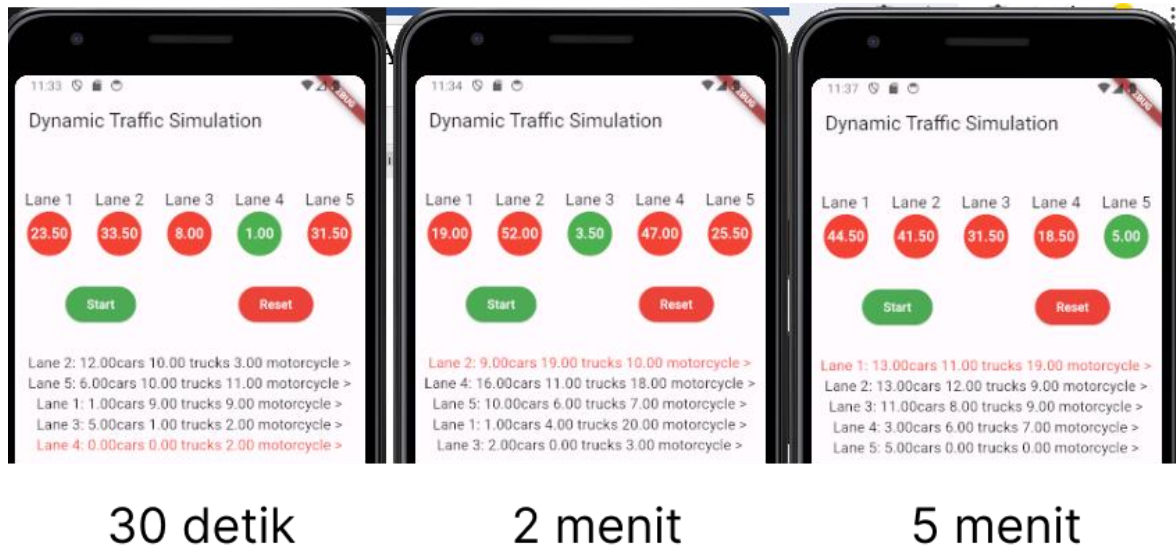 11:33
DEBUG
Dynamic Traffic Simulation
Lane 1 Lane 2 Lane 3 Lane 4 Lane 5
23.50 33.50 8.00 1.00 31.50
Start Reset
Lane 2: 12.00cars 10.00 trucks 3.00 motorcycle >
Lane 5: 6.00cars 10.00 trucks 11.00 motorcycle >
Lane 1: 1.00cars 9.00 trucks 9.00 motorcycle >
Lane 3: 5.00cars 1.00 trucks 2.00 motorcycle >
Lane 4: 0.00cars 0.00 trucks 2.00 motorcycle >
30 detik
11:34
Dynamic Traffic Simulation
Lane 1 Lane 2 Lane 3 Lane 4 Lane 5
19.00 52.00 3.50 47.00 25.50
Start Reset
Lane 2: 9.00cars 19.00 trucks 10.00 motorcycle >
Lane 4: 16.00cars 11.00 trucks 18.00 motorcycle >
Lane 5: 10.00cars 6.00 trucks 7.00 motorcycle >
Lane 1: 1.00cars 4.00 trucks 20.00 motorcycle >
Lane 3: 2.00cars 0.00 trucks 3.00 motorcycle >
2 menit
11:37
Dynamic Traffic Simulation
Lane 1 Lane 2 Lane 3 Lane 4 Lane 5
44.50 41.50 31.50 18.50 5.00
Start Reset
Lane 1: 13.00cars 11.00 trucks 19.00 motorcycle >
Lane 2: 13.00cars 12.00 trucks 9.00 motorcycle >
Lane 3: 11.00cars 8.00 trucks 9.00 motorcycle >
Lane 4: 3.00cars 6.00 trucks 7.00 motorcycle >
Lane 5: 5.00cars 0.00 trucks 0.00 motorcycle >
5 menit